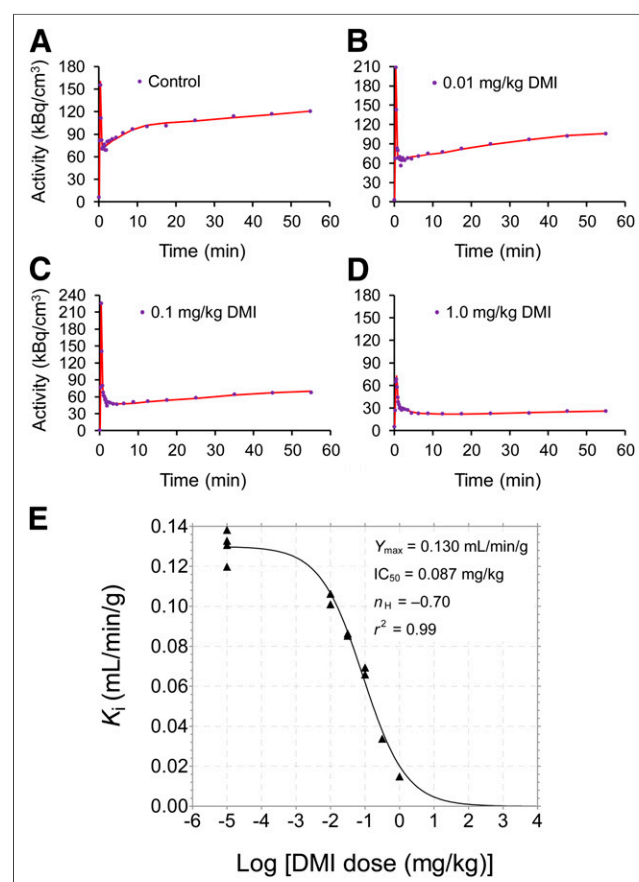 A
180
150
120
90
60
30
0
Activity (kBq/cm³)
Control
0 10 20 30 40 50 60
Time (min)
B
210
180
150
120
90
60
30
0
0.01 mg/kg DMI
0 10 20 30 40 50 60
Time (min)
C
240
210
180
150
120
90
60
30
0
Activity (kBq/cm³)
0.1 mg/kg DMI
0 10 20 30 40 50 60
Time (min)
D
180
150
120
90
60
30
0
1.0 mg/kg DMI
0 10 20 30 40 50 60
Time (min)
E
0.14
0.12
0.10
0.08
0.06
0.04
0.02
0.00
Ki (mL/min/g)
Ymax = 0.130 mL/min/g
IC50 = 0.087 mg/kg
nH = –0.70
r² = 0.99
-6 -5 -4 -3 -2 -1 0 1 2 3 4
Log [DMI dose (mg/kg)]